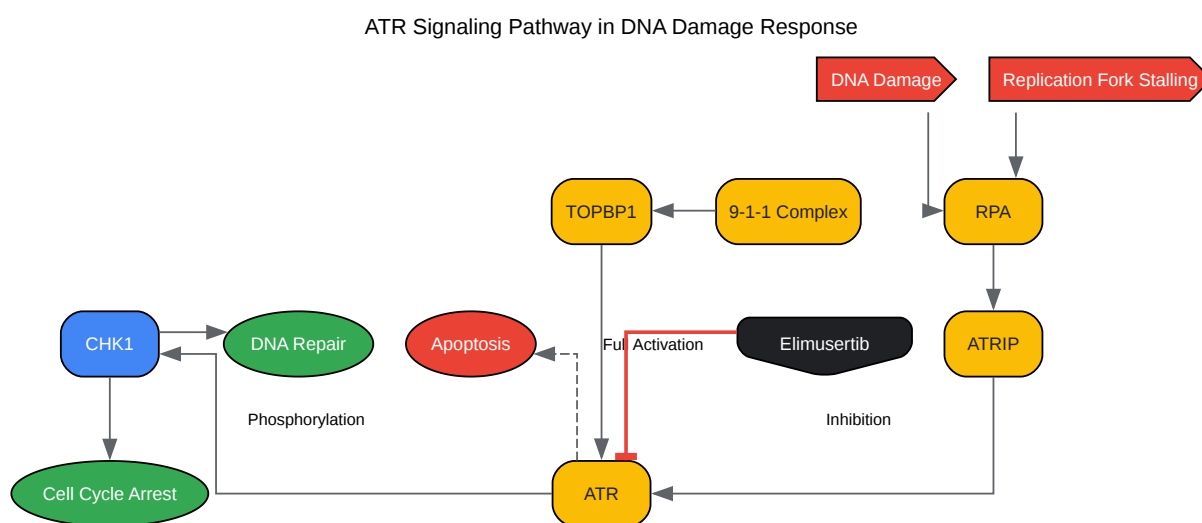 ATR Signaling Pathway in DNA Damage Response
DNA Damage
Replication Fork Stalling
TOPBP1
9-1-1 Complex
RPA
CHK1
DNA Repair
Apoptosis
Full Activation
Elimusertib
ATRIP
Phosphorylation
Inhibition
Cell Cycle Arrest
ATR